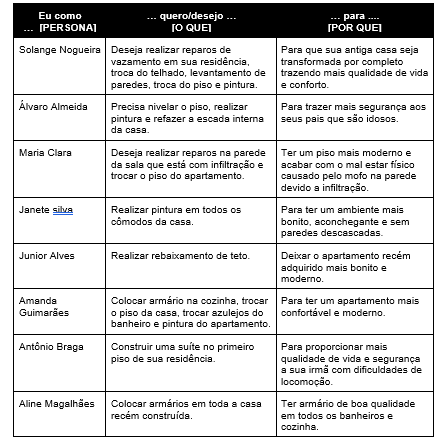 Eu como
... [PERSONA]
... quero/desejo ...
[O QUE]
... para ....
[POR QUE]
Solange Nogueira
Deseja realizar reparos de
vazamento em sua residência,
troca do telhado, levantamento de
paredes, troca do piso e pintura.
Para que sua antiga casa seja
transformada por completo
trazendo mais qualidade de vida
e conforto.
Álvaro Almeida
Precisa nivelar o piso, realizar
pintura e refazer a escada interna
da casa.
Para trazer mais segurança aos
seus pais que são idosos.
Maria Clara
Deseja realizar reparos na parede
da sala que está com infiltração e
trocar o piso do apartamento.
Ter um piso mais moderno e
acabar com o mal estar físico
causado pelo mofo na parede
devido a infiltração.
Janete silva
Realizar pintura em todos os
cômodos da casa.
Para ter um ambiente mais
bonito, aconchegante e sem
paredes descascadas.
Junior Alves
Realizar rebaixamento de teto.
Deixar o apartamento recém
adquirido mais bonito e
moderno.
Amanda
Guimarães
Colocar armário na cozinha, trocar
o piso da casa, trocar azulejos do
banheiro e pintura do apartamento.
Para ter um apartamento mais
confortável e moderno.
Antônio Braga
Construir uma suíte no primeiro
piso de sua residência.
Para proporcionar mais
qualidade de vida e segurança
a sua irmã com dificuldades de
locomoção.
Aline Magalhães
Colocar armários em toda a casa
recém construída.
Ter armário de boa qualidade
em todos os banheiros e
cozinha.